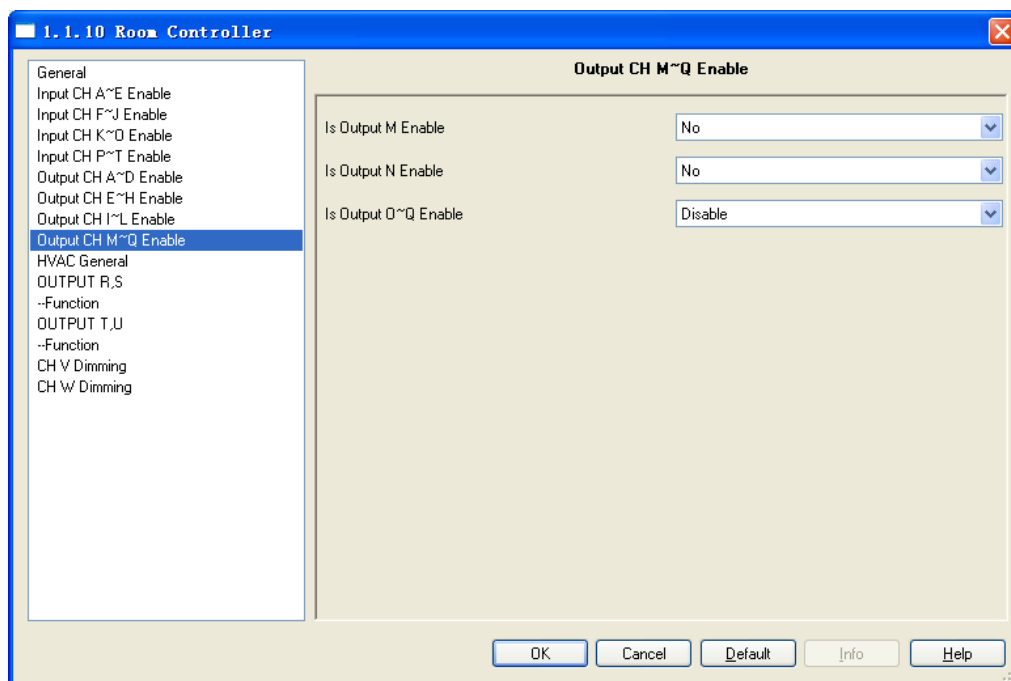 1.1.10 Room Controller
General
Input CH A~E Enable
Input CH F~J Enable
Input CH K~O Enable
Input CH P~T Enable
Output CH A~D Enable
Output CH E~H Enable
Output CH I~L Enable
Output CH M~Q Enable
HVAC General
OUTPUT R,S
--Function
OUTPUT T,U
--Function
CH V Dimming
CH W Dimming
Output CH M~Q Enable
Is Output M Enable No
Is Output N Enable No
Is Output O~Q Enable Disable
OK Cancel Default Info Help